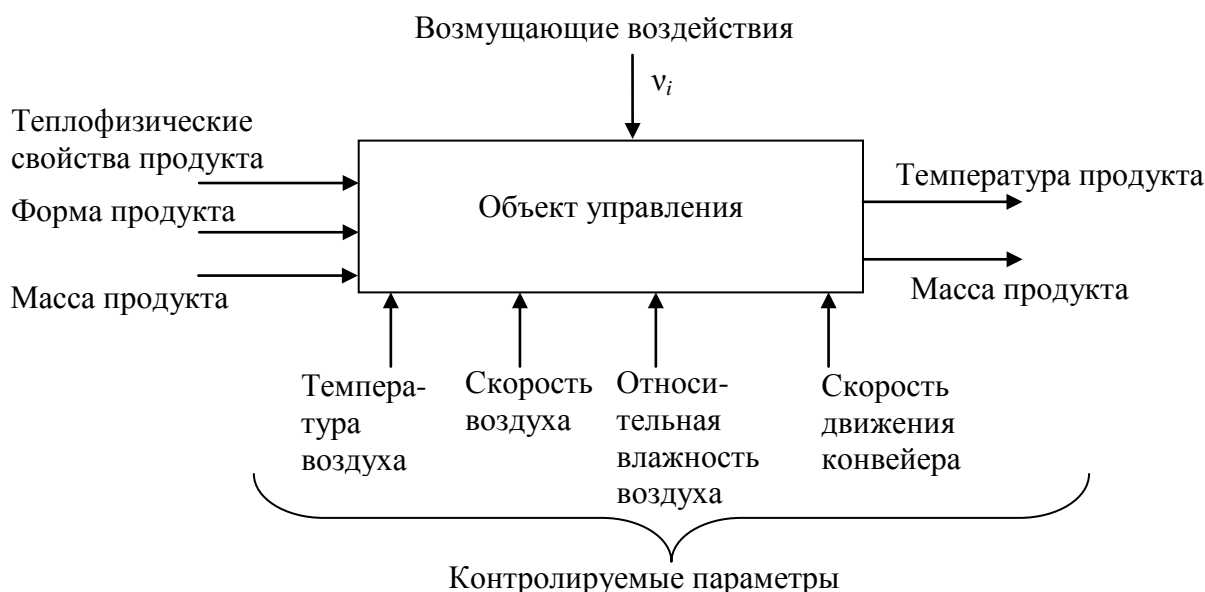 Возмущающие воздействия
νi
Теплофизические
свойства продукта
Форма продукта
Масса продукта
Объект управления
Температура продукта
Масса продукта
Темпера-
тура
воздуха
Скорость
воздуха
Относи-
тельная
влажность
воздуха
Скорость
движения
конвейера
Контролируемые параметры